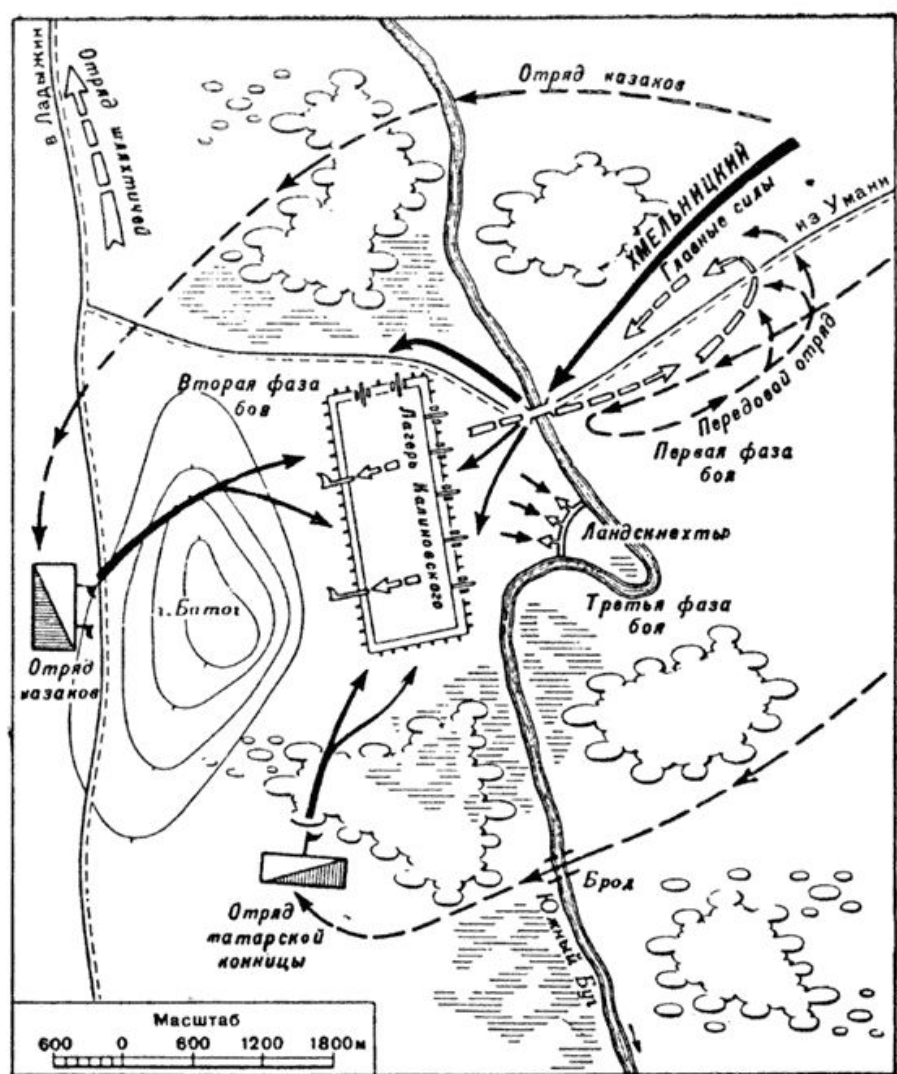 в Ладыжин
Отряд шляхтичей
Отряд казаков
ХМЕЛЬНИЦКИЙ
Главные силы
из Умани
Передовой отряд
Первая фаза
боя
Вторая фаза
боя
Лагерь Калиновского
Ландскнехты
Третья фаза
боя
г. Батог
Отряд
казаков
Брод
Отряд
татарской
конницы
Южный Буг
Масштаб
600 0 600 1200 1800 м